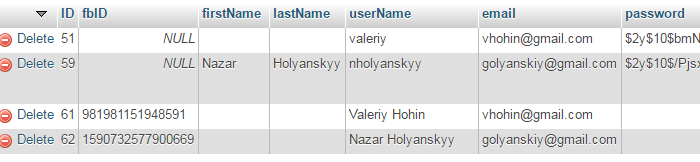 ID fbID firstName lastName userName email password
Delete 51 NULL valeriy vhohin@gmail.com $2y$10$bmN
Delete 59 NULL Nazar Holyanskyy nholyanskyy golyanskiy@gmail.com $2y$10$/Pjsx
Delete 61 981981151948591 Valeriy Hohin vhohin@gmail.com
Delete 62 1590732577900669 Nazar Holyanskyy golyanskiy@gmail.com